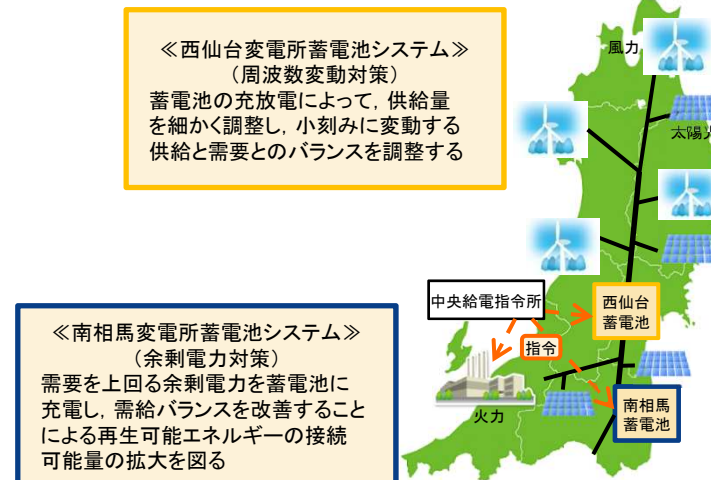 ≪西仙台変電所蓄電池システム≫
（周波数変動対策）
蓄電池の充放電によって，供給量
を細かく調整し，小刻みに変動する
供給と需要とのバランスを調整する
風力
太陽光
中央給電指令所
西仙台
蓄電池
指令
≪南相馬変電所蓄電池システム≫
（余剰電力対策）
需要を上回る余剰電力を蓄電池に
充電し，需給バランスを改善すること
による再生可能エネルギーの接続
可能量の拡大を図る
火力
南相馬
蓄電池